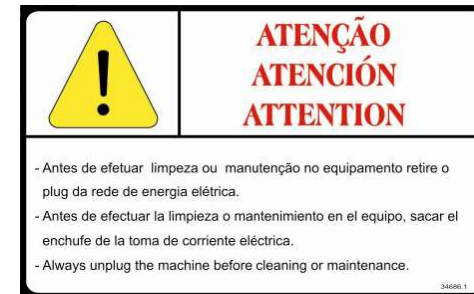 ATENÇÃO
ATENCIÓN
ATTENTION
- Antes de efetuar limpeza ou manutenção no equipamento retire o
plug da rede de energia elétrica.
- Antes de efectuar la limpieza o mantenimiento en el equipo, sacar el
enchufe de la toma de corriente eléctrica.
- Always unplug the machine before cleaning or maintenance.
34686.1